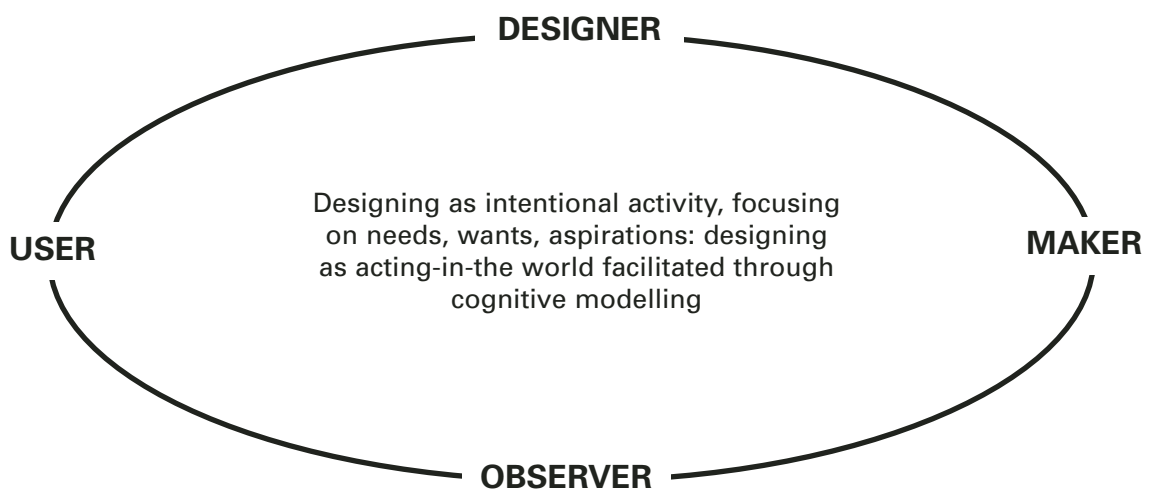 DESIGNER
Designing as intentional activity, focusing
on needs, wants, aspirations: designing
as acting-in-the world facilitated through
cognitive modelling
USER
MAKER
OBSERVER